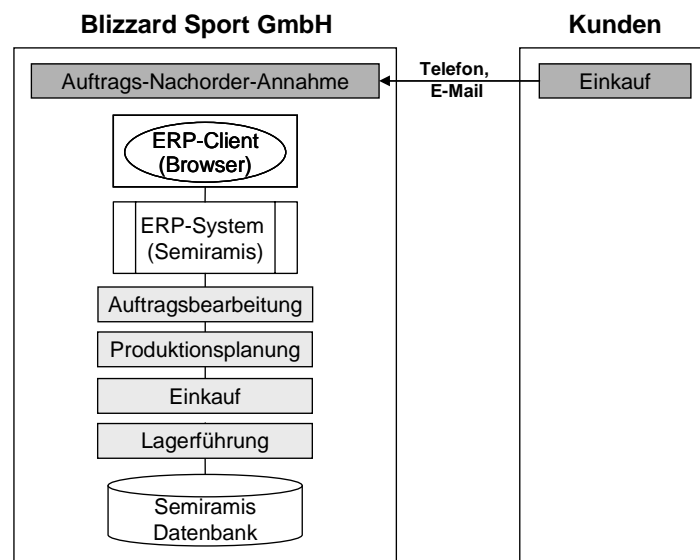 Blizzard Sport GmbH
Kunden
Auftrags-Nachorder-Annahme
Telefon,
E-Mail
Einkauf
ERP-Client
(Browser)
ERP-System
(Semiramis)
Auftragsbearbeitung
Produktionsplanung
Einkauf
Lagerführung
Semiramis
Datenbank